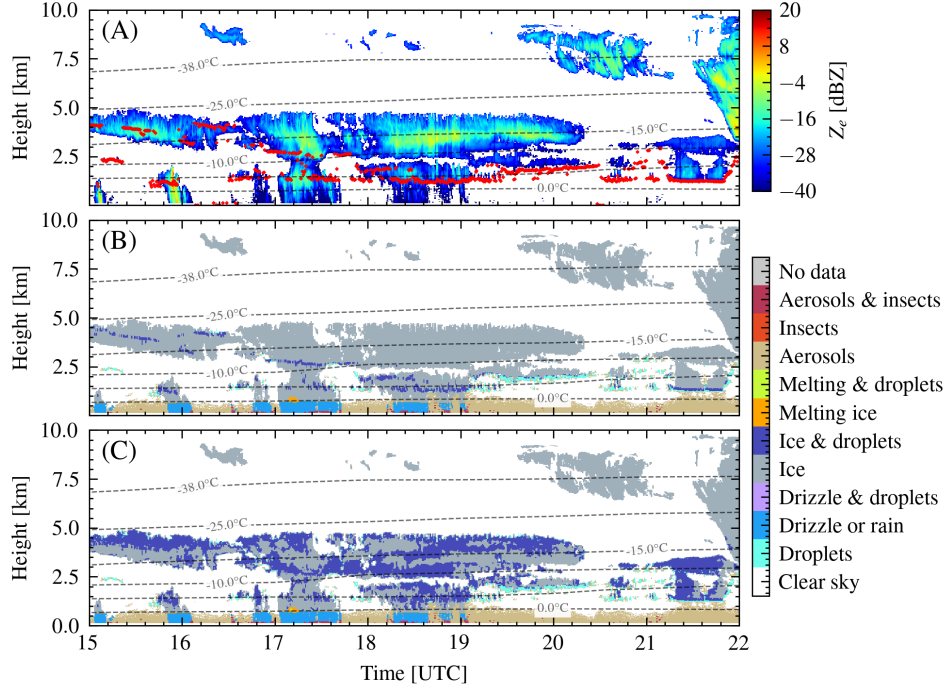 (A)
10.0
7.5
5.0
2.5
Height [km]
-38.0°C
-25.0°C
-15.0°C
-10.0°C
0.0°C
20
8
−4
−16
−28
−40
Z_e [dBZ]
(B)
10.0
7.5
5.0
2.5
0.0
Height [km]
-38.0°C
-25.0°C
-15.0°C
-10.0°C
0.0°C
No data
Aerosols & insects
Insects
Aerosols
Melting & droplets
Melting ice
Ice & droplets
Ice
Drizzle & droplets
Drizzle or rain
Droplets
Clear sky
(C)
10.0
7.5
5.0
2.5
0.0
Height [km]
-38.0°C
-25.0°C
-15.0°C
-10.0°C
0.0°C
15 16 17 18 19 20 21 22
Time [UTC]